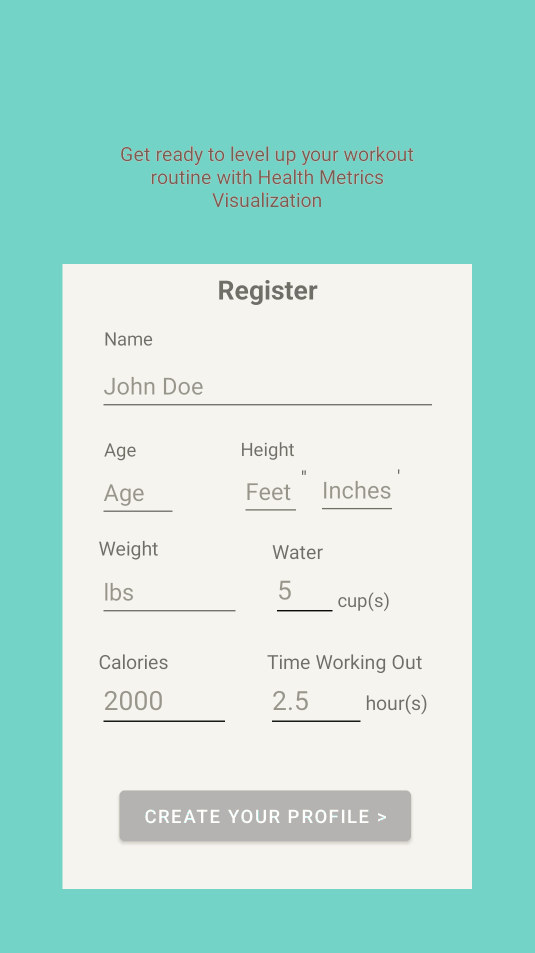 Get ready to level up your workout
routine with Health Metrics
Visualization
Register
Name
John Doe
Age Height
Age Feet " Inches '
Weight Water
lbs 5 cup(s)
Calories Time Working Out
2000 2.5 hour(s)
CREATE YOUR PROFILE >